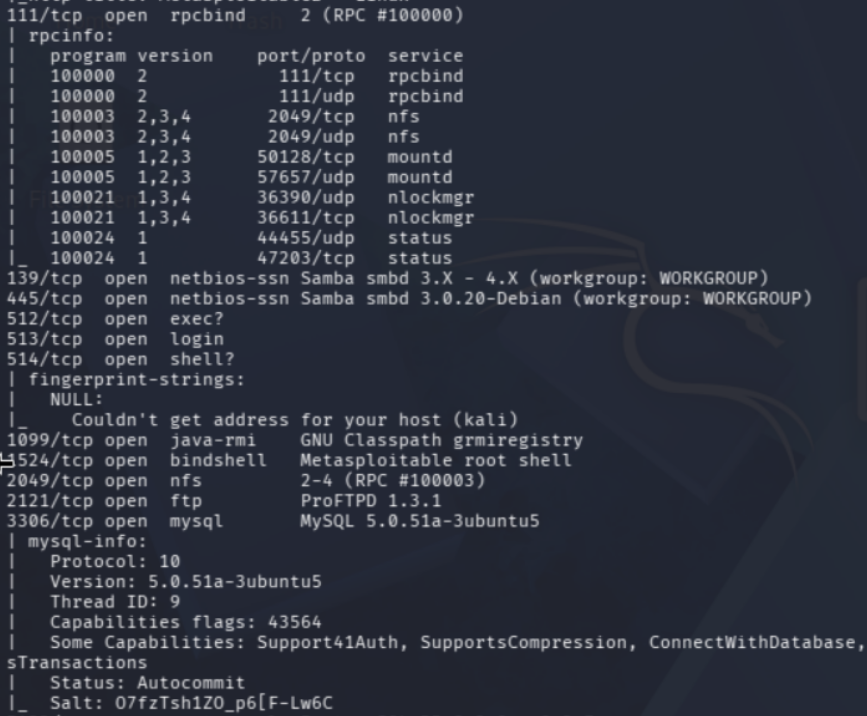 111/tcp  open  rpcbind     2 (RPC #100000)
| rpcinfo:
|   program version    port/proto  service
|   100000  2            111/tcp   rpcbind
|   100000  2            111/udp   rpcbind
|   100003  2,3,4       2049/tcp   nfs
|   100003  2,3,4       2049/udp   nfs
|   100005  1,2,3      50128/tcp   mountd
|   100005  1,2,3      57657/udp   mountd
|   100021  1,3,4      36390/udp   nlockmgr
|   100021  1,3,4      36611/tcp   nlockmgr
|   100024  1          44455/udp   status
|_  100024  1          47203/tcp   status
139/tcp  open  netbios-ssn Samba smbd 3.X - 4.X (workgroup: WORKGROUP)
445/tcp  open  netbios-ssn Samba smbd 3.0.20-Debian (workgroup: WORKGROUP)
512/tcp  open  exec?
513/tcp  open  login
514/tcp  open  shell?
| fingerprint-strings:
|   NULL:
|_    Couldn't get address for your host (kali)
1099/tcp open  java-rmi    GNU Classpath grmiregistry
1524/tcp open  bindshell   Metasploitable root shell
2049/tcp open  nfs         2-4 (RPC #100003)
2121/tcp open  ftp         ProFTPD 1.3.1
3306/tcp open  mysql       MySQL 5.0.51a-3ubuntu5
| mysql-info:
|   Protocol: 10
|   Version: 5.0.51a-3ubuntu5
|   Thread ID: 9
|   Capabilities flags: 43564
|   Some Capabilities: Support41Auth, SupportsCompression, ConnectWithDatabase,
sTransactions
|   Status: Autocommit
|_  Salt: O7fzTsh1ZO_p6[F-Lw6C